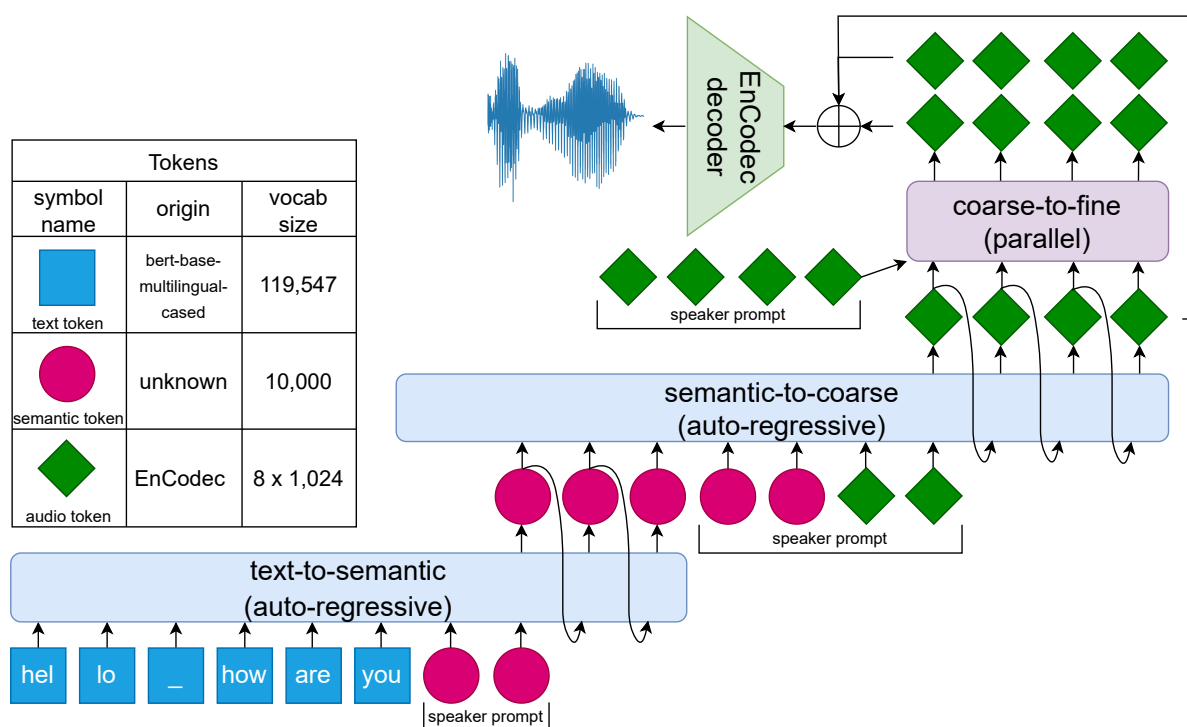 EnCodec
decoder
Tokens
symbol
name
origin
vocab
size
text token
bert-base-
multilingual-
cased
119,547
semantic token
unknown
10,000
audio token
EnCodec
8 x 1,024
coarse-to-fine
(parallel)
speaker prompt
semantic-to-coarse
(auto-regressive)
speaker prompt
text-to-semantic
(auto-regressive)
hel
lo
_
how
are
you
speaker prompt